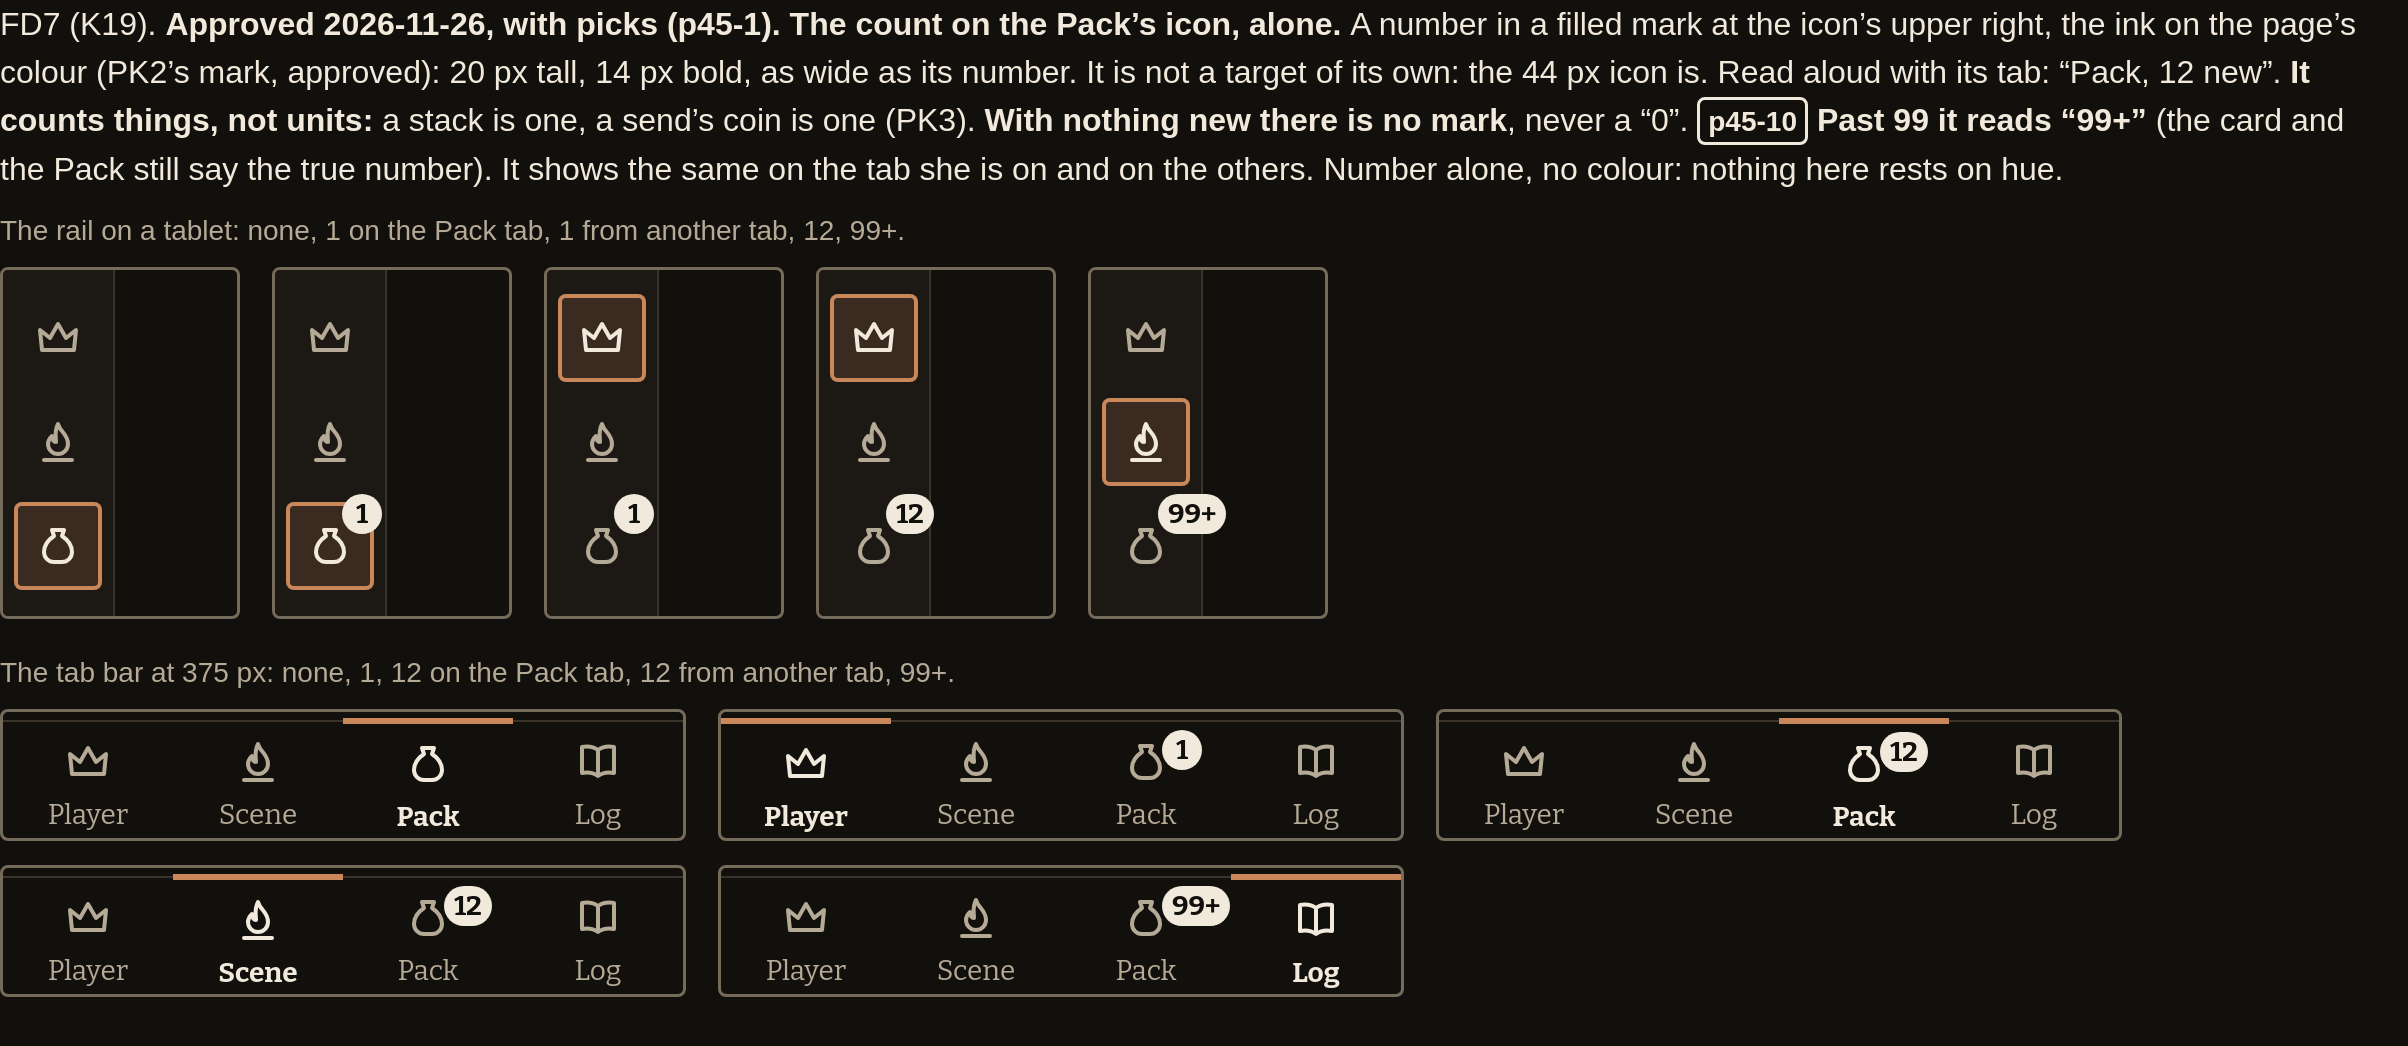 FD7 (K19). Approved 2026-11-26, with picks (p45-1). The count on the Pack’s icon, alone. A number in a filled mark at the icon’s upper right, the ink on the page’s
colour (PK2’s mark, approved): 20 px tall, 14 px bold, as wide as its number. It is not a target of its own: the 44 px icon is. Read aloud with its tab: “Pack, 12 new”. It
counts things, not units: a stack is one, a send’s coin is one (PK3). With nothing new there is no mark, never a “0”. p45-10 Past 99 it reads “99+” (the card and
the Pack still say the true number). It shows the same on the tab she is on and on the others. Number alone, no colour: nothing here rests on hue.
The rail on a tablet: none, 1 on the Pack tab, 1 from another tab, 12, 99+.
1
1
12
99+
The tab bar at 375 px: none, 1, 12 on the Pack tab, 12 from another tab, 99+.
Player Scene Pack Log
1
Player Scene Pack Log
12
Player Scene Pack Log
12
Player Scene Pack Log
99+
Player Scene Pack Log